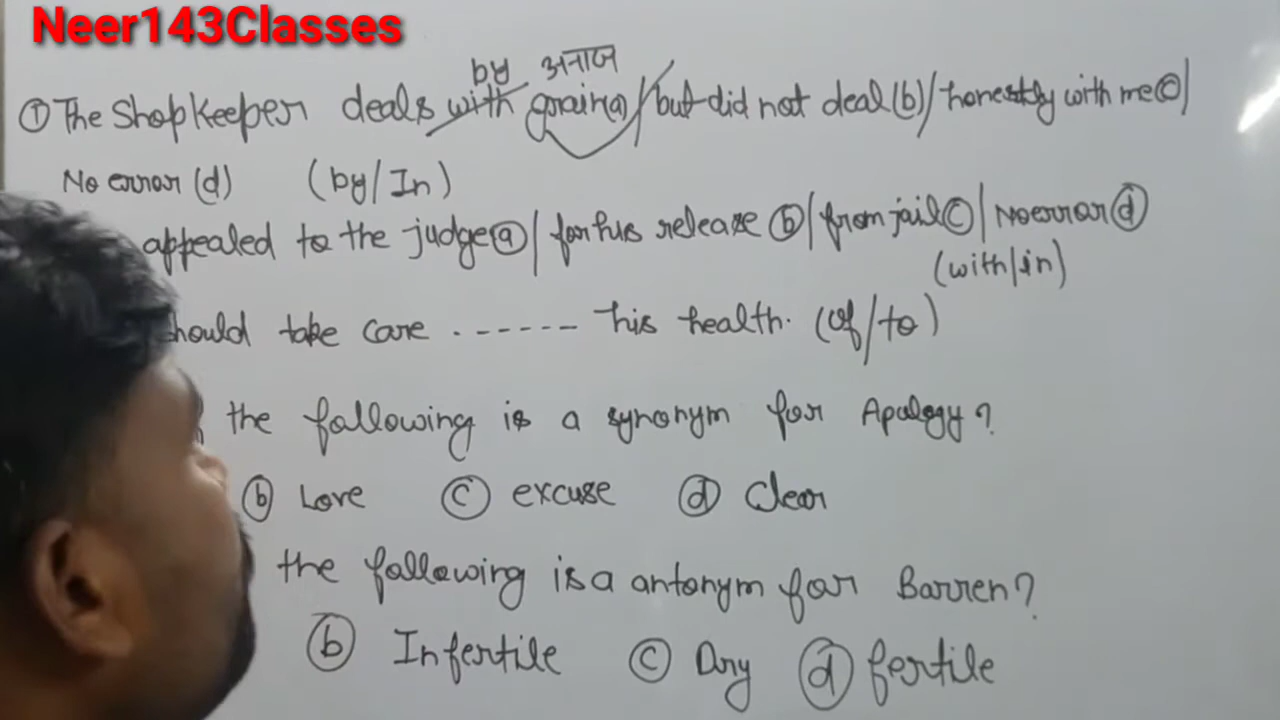 Neer143Classes
by अनाज
① The Shopkeeper deals with grain(a)/but did not deal(b)/honestly with me ⓒ/
No error (d) (by/In)
appealed to the judge ⓐ/ for his release ⓑ/ from jail ⓒ/ No error ⓓ
(with/in)
should take care ------ his health. (of/to)
the following is a synonym for Apology?
ⓑ Love ⓒ excuse ⓓ Clear
the following is a antonym for Barren?
ⓑ Infertile ⓒ Dry ⓓ fertile